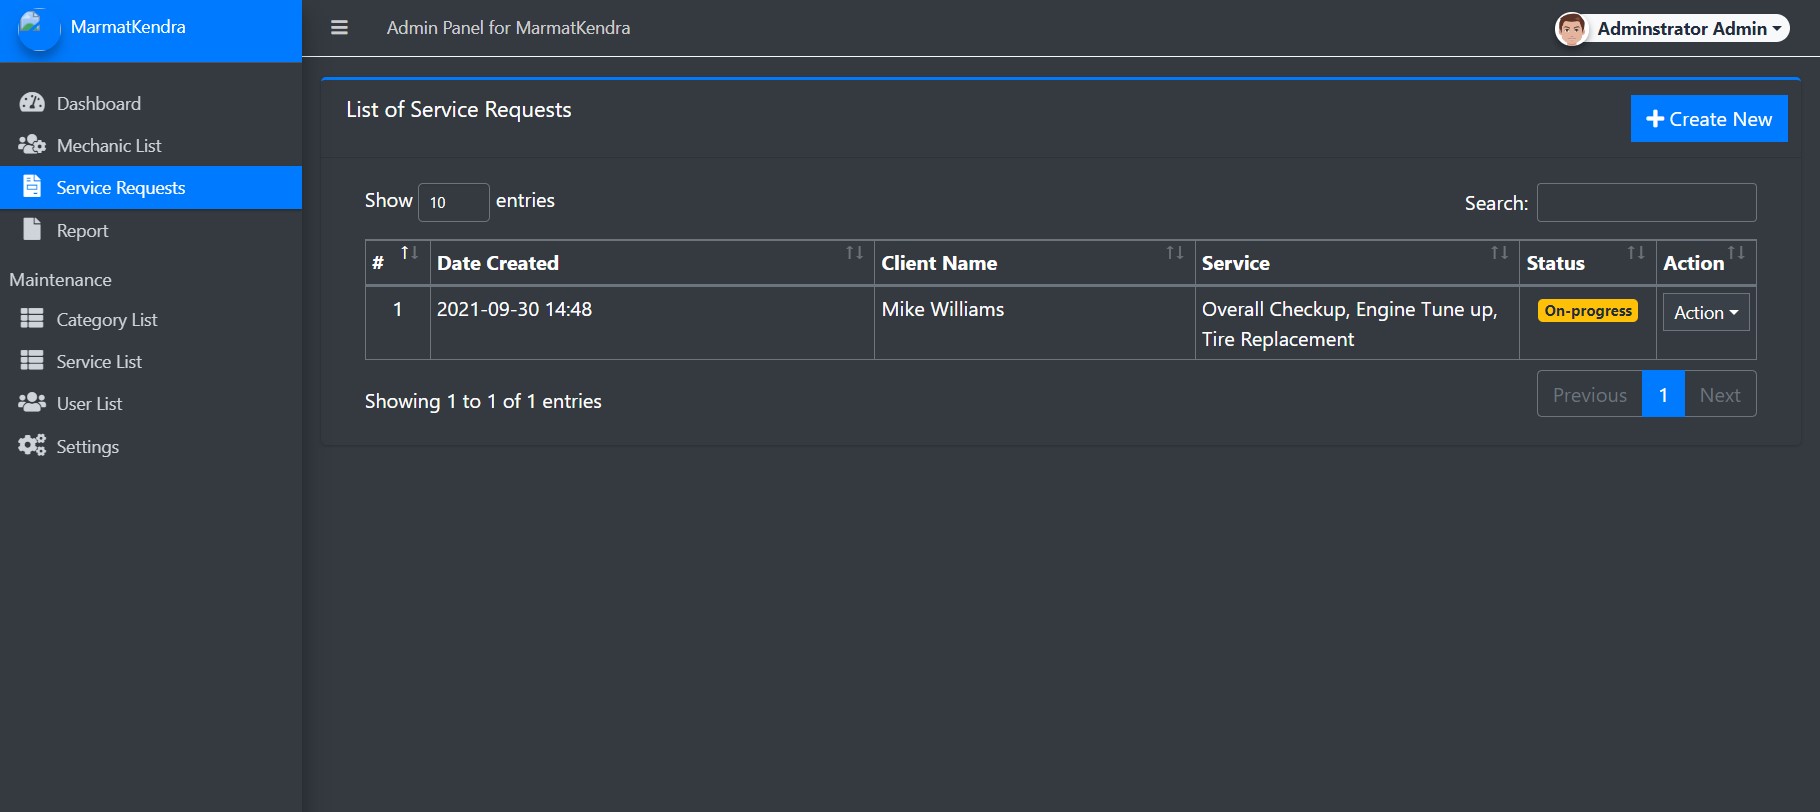 MarmatKendra
Admin Panel for MarmatKendra
Adminstrator Admin
Dashboard
Mechanic List
Service Requests
Report
Maintenance
Category List
Service List
User List
Settings
List of Service Requests
Create New
Show 10 entries
Search:
# Date Created Client Name Service Status Action
1 2021-09-30 14:48 Mike Williams Overall Checkup, Engine Tune up, On-progress Action
Tire Replacement
Showing 1 to 1 of 1 entries
Previous 1 Next